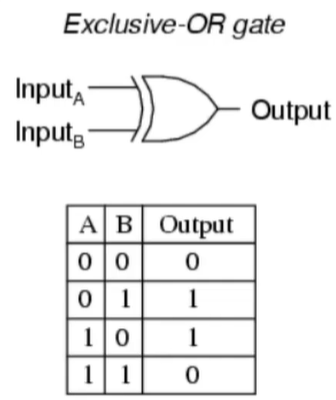 Exclusive-OR gate
InputA
Output
InputB
A B Output
0 0 0
0 1 1
1 0 1
1 1 0